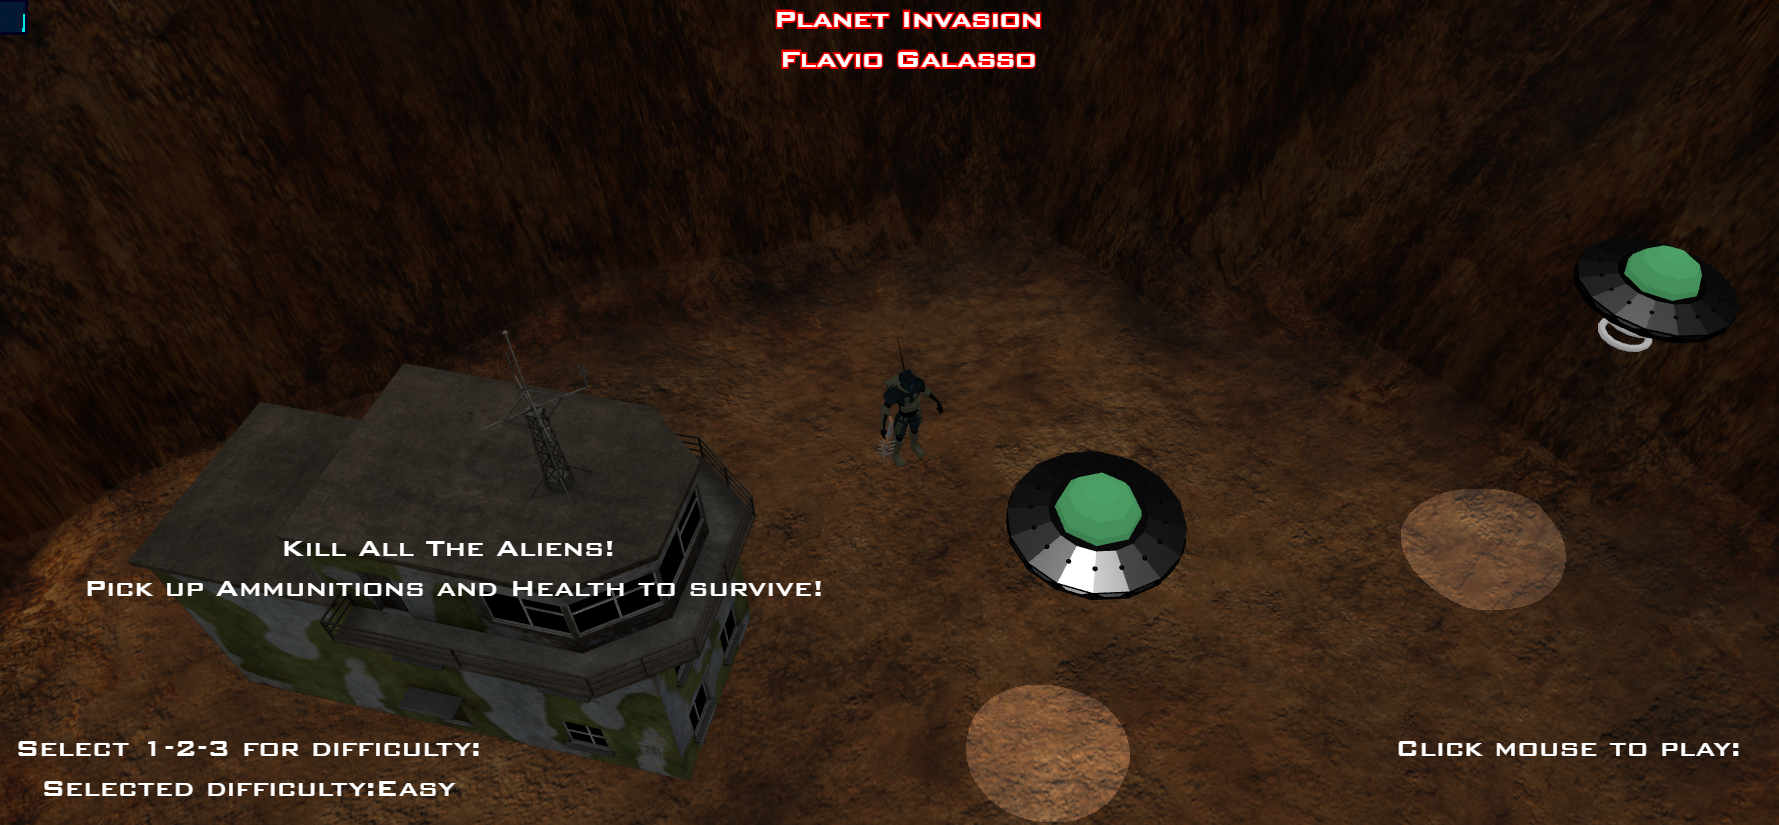 Planet Invasion
Flavio Galasso
Kill All The Aliens!
Pick up Ammunitions and Health to survive!
Select 1-2-3 for difficulty:
Selected difficulty:Easy
Click mouse to play: